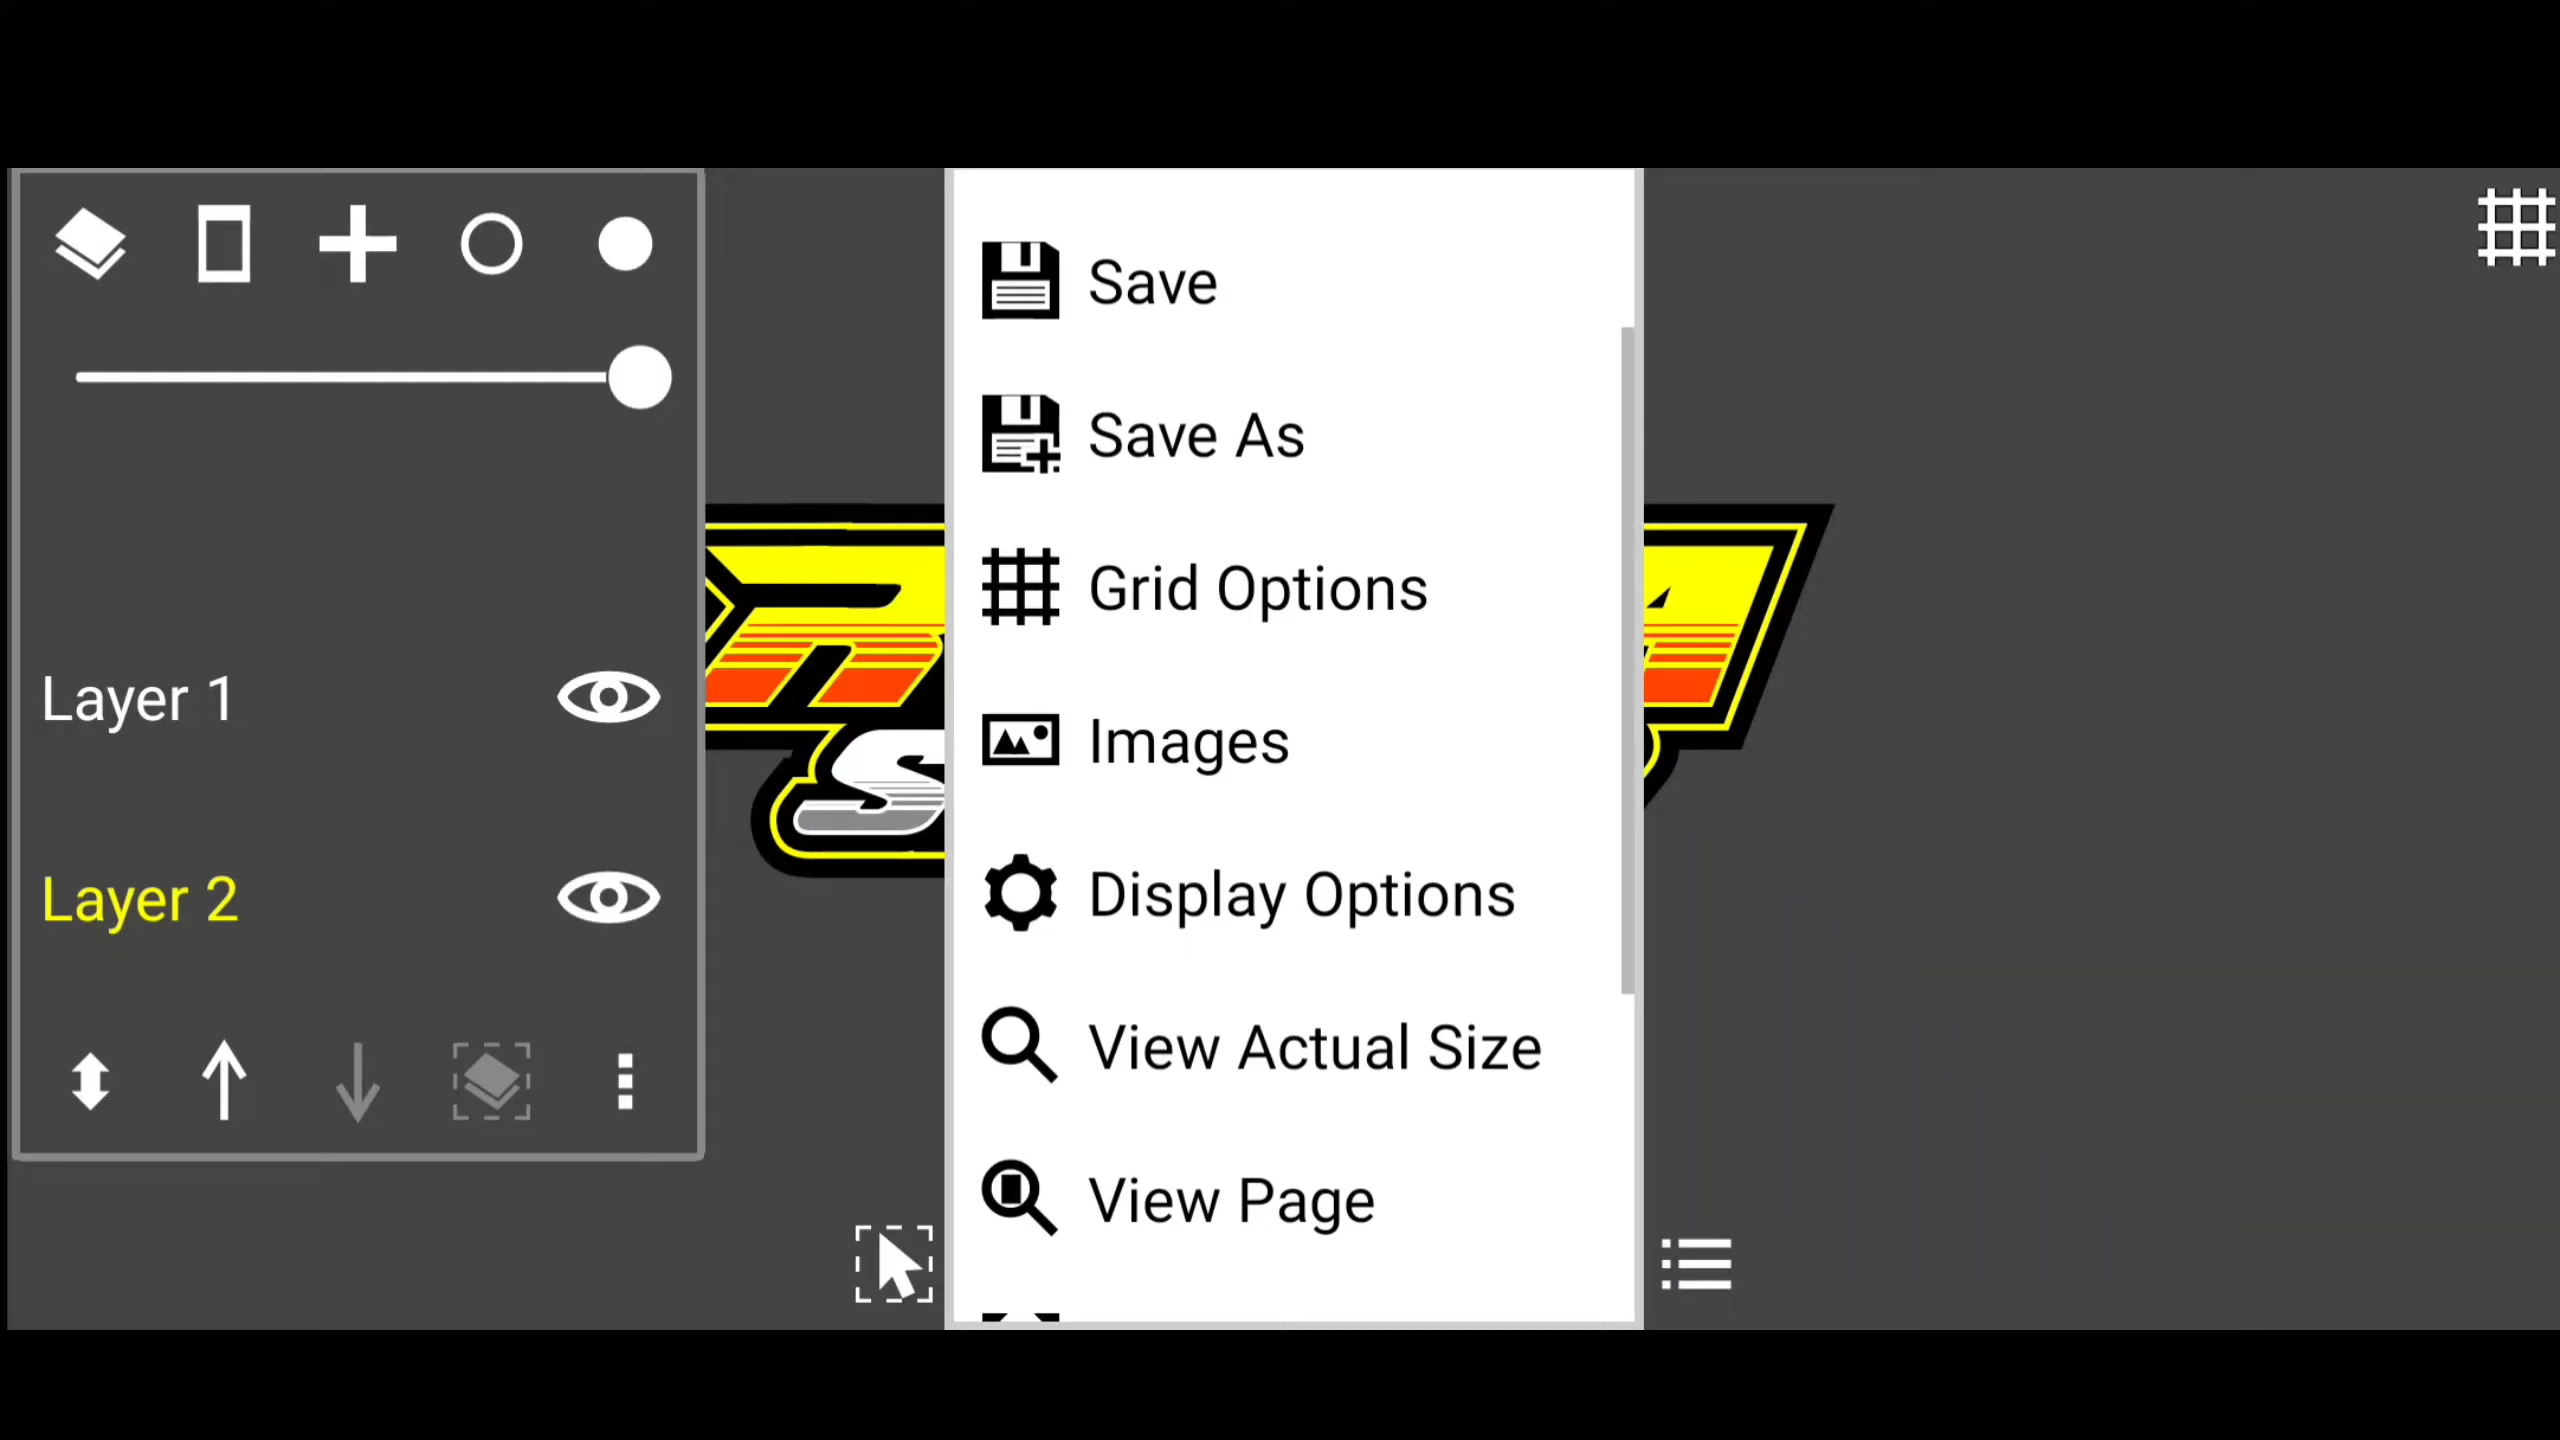 Save
Save As
Grid Options
Images
Display Options
View Actual Size
View Page
Layer 1
Layer 2